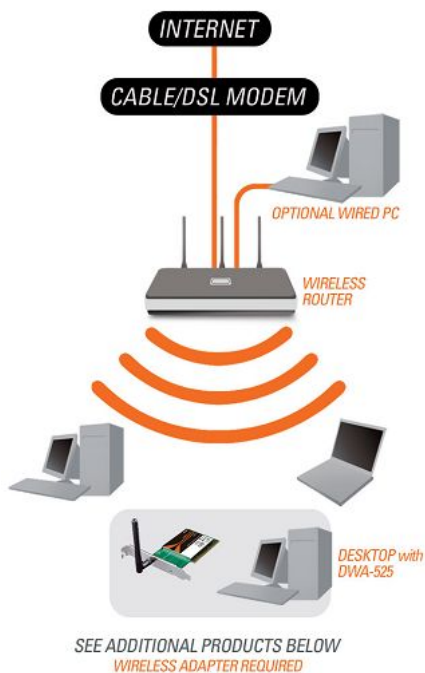 INTERNET
CABLE/DSL MODEM
OPTIONAL WIRED PC
WIRELESS
ROUTER
DESKTOP with
DWA-525
SEE ADDITIONAL PRODUCTS BELOW
WIRELESS ADAPTER REQUIRED